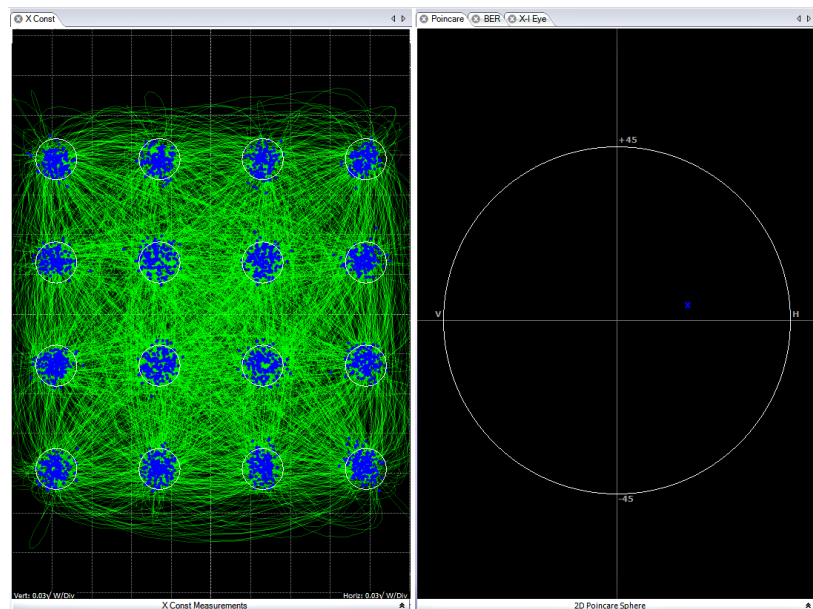 X Const
Poincare BER X-I Eye
+45
V H
-45
Vert: 0.03√ W/Div Horiz: 0.03√ W/Div
X Const Measurements
2D Poincare Sphere